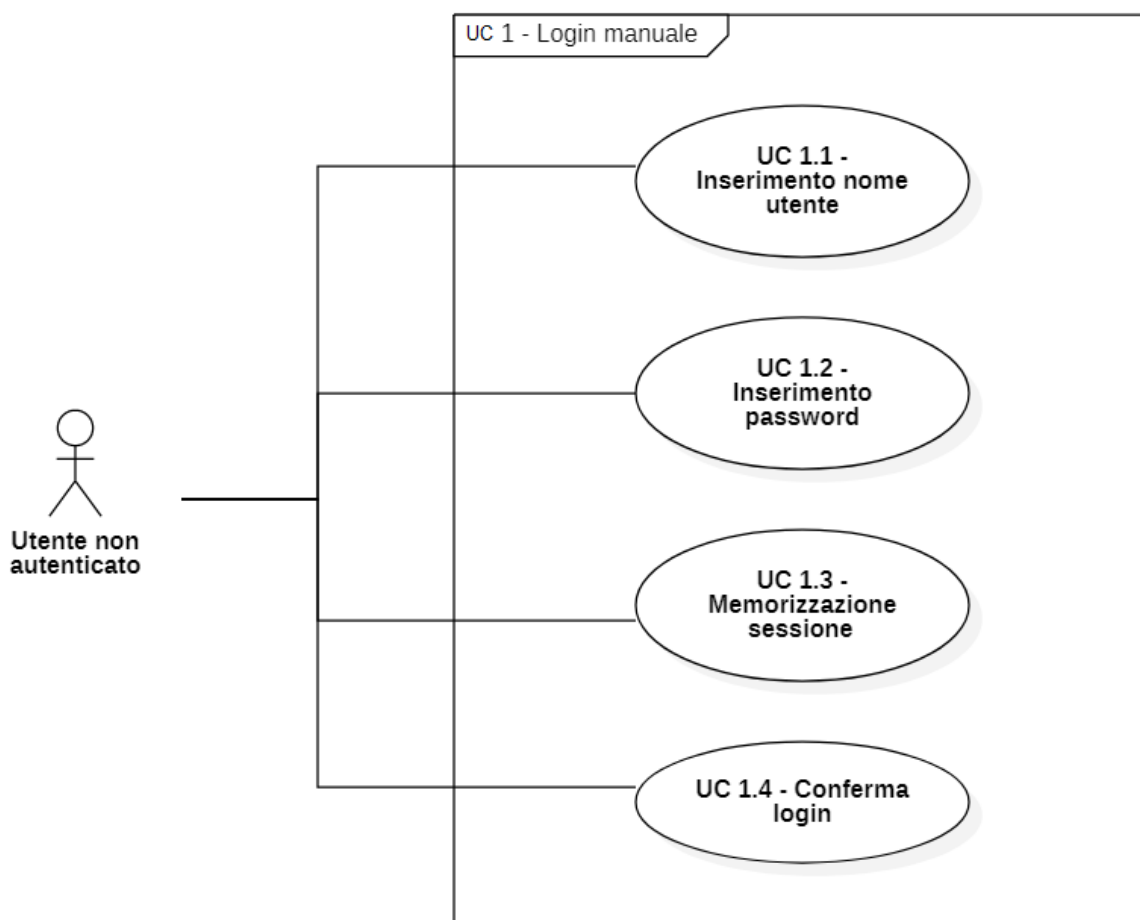 UC 1 - Login manuale
UC 1.1 -
Inserimento nome
utente
UC 1.2 -
Inserimento
password
Utente non
autenticato
UC 1.3 -
Memorizzazione
sessione
UC 1.4 - Conferma
login